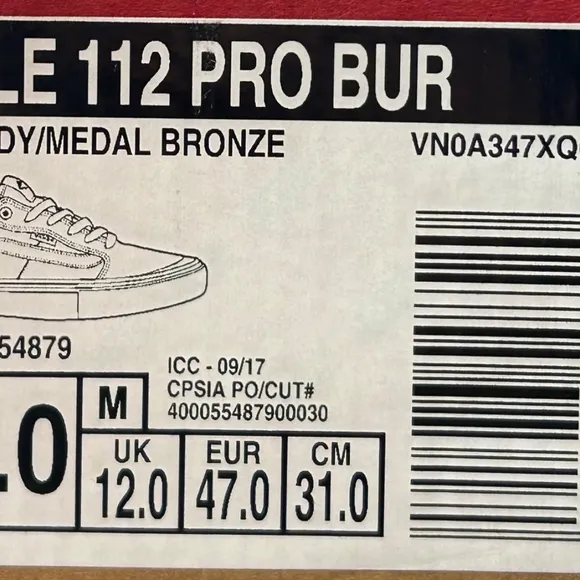 LE 112 PRO BUR
DY/MEDAL BRONZE
VN0A347XQ
54879
ICC - 09/17
CPSIA PO/CUT#
400055487900030
.0
M
UK
EUR
CM
12.0
47.0
31.0